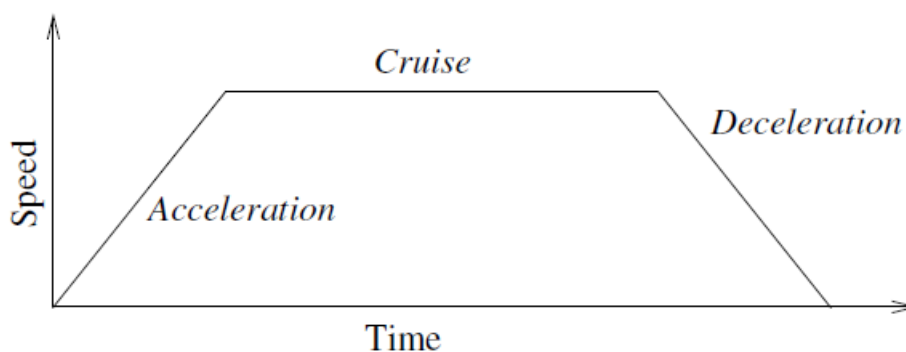 Cruise
Deceleration
Acceleration
Speed
Time